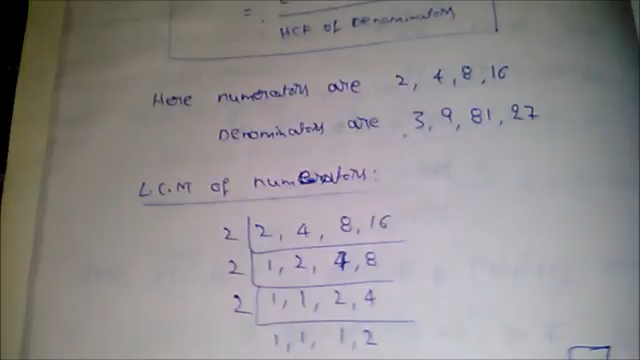 =
HCF of Denominators
Here numerators are 2, 4, 8, 16
Denominators are 3, 9, 81, 27
L.C.M of numerators:
2 | 2, 4, 8, 16
2 | 1, 2, 4, 8
2 | 1, 1, 2, 4
1, 1, 1, 2